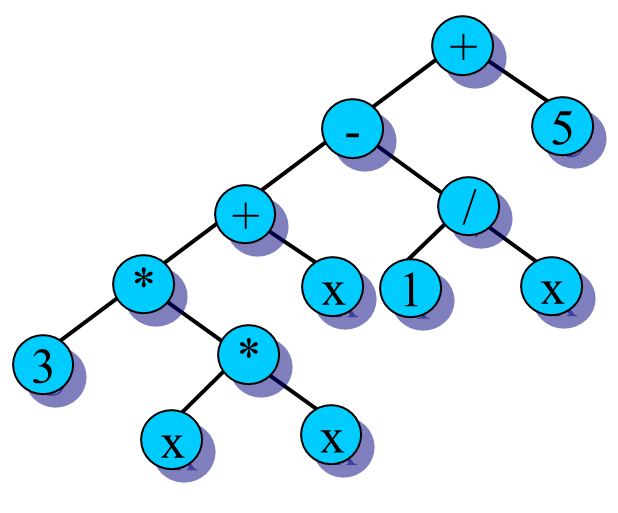 +
- 5
+ /
* x 1 x
3 *
x x